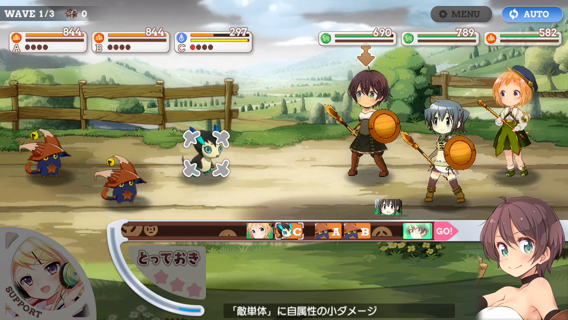 WAVE 1/3 0
MENU
AUTO
844
A
844
B
297
C
690
789
582
C
A
B
GO!
とっておき
SUPPORT
「敵単体」に自属性の小ダメージ